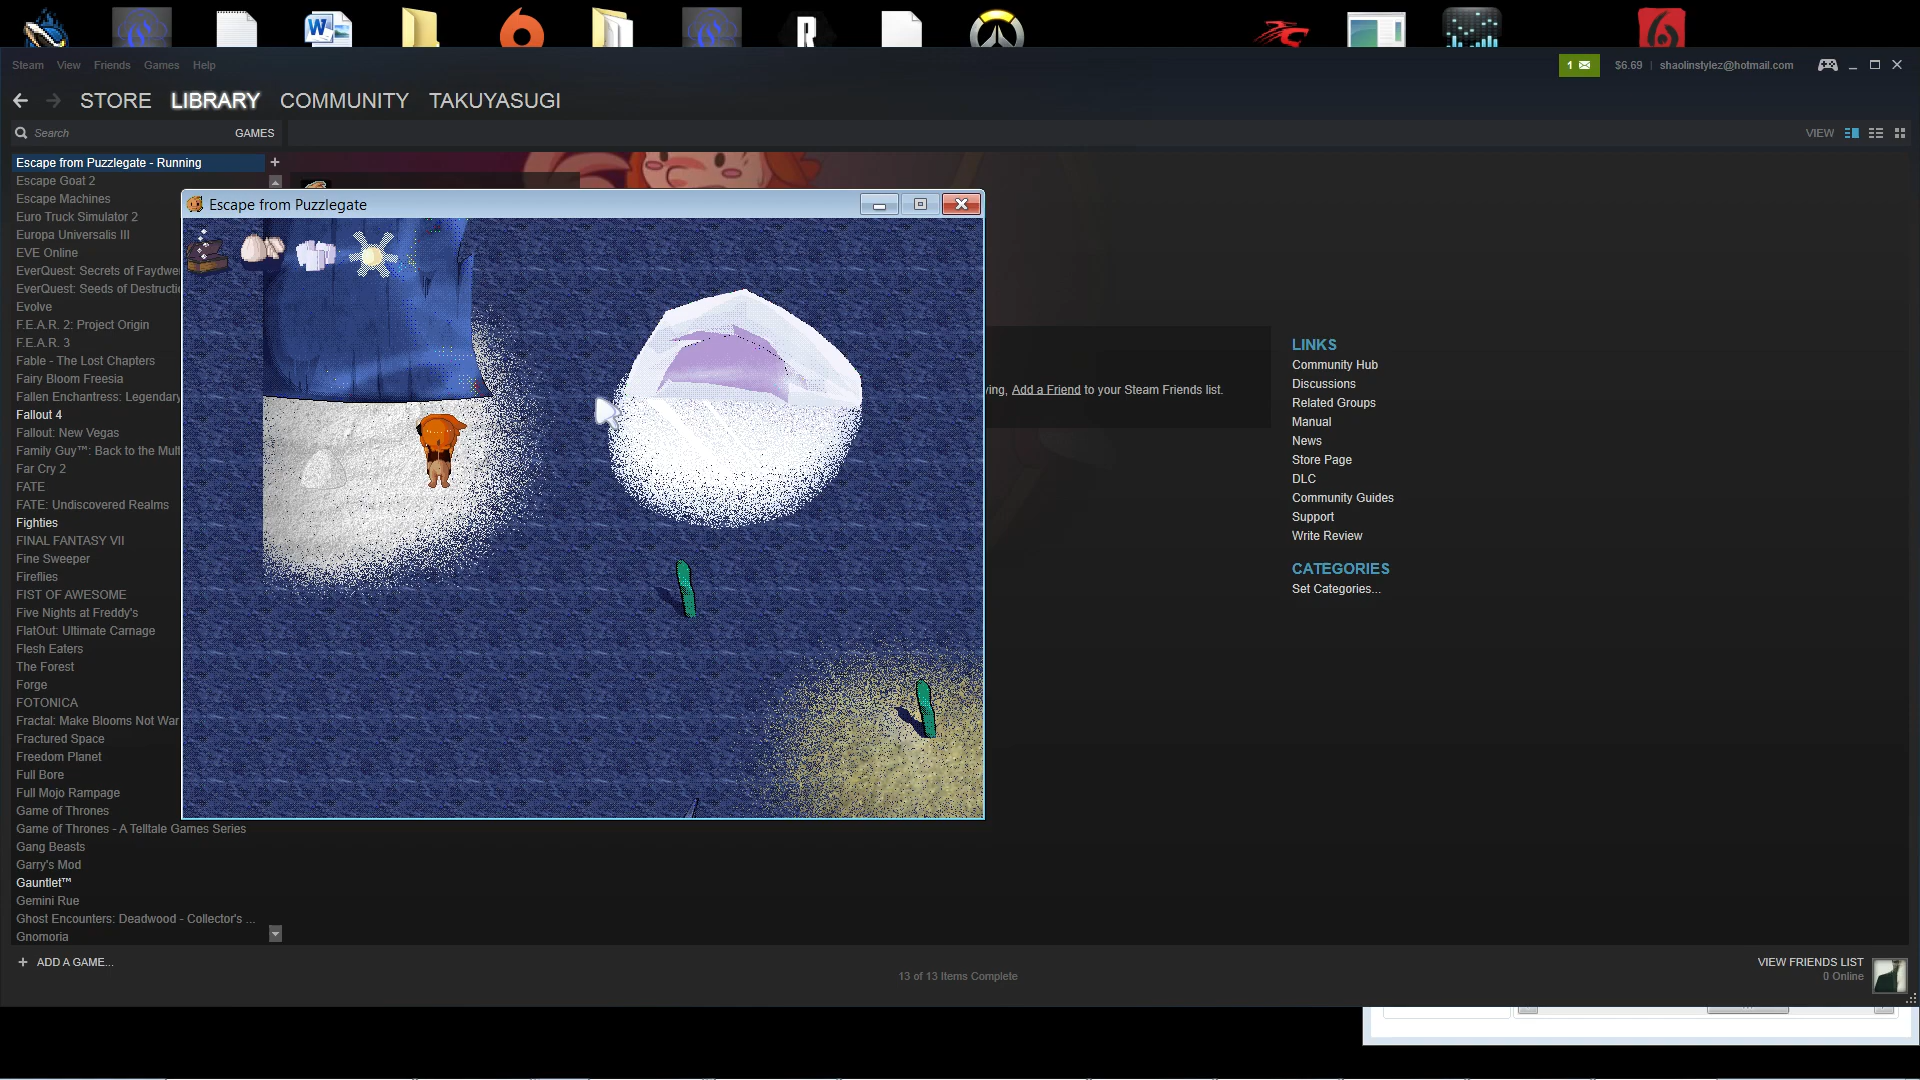 Steam View Friends Games Help
1 $6.69 | shaolinstylez@hotmail.com
STORE LIBRARY COMMUNITY TAKUYASUGI
Search GAMES VIEW
Escape from Puzzlegate - Running
Escape Goat 2
Escape Machines
Escape from Puzzlegate
Euro Truck Simulator 2
Europa Universalis III
EVE Online
EverQuest: Secrets of Faydwe
EverQuest: Seeds of Destructi
Evolve
F.E.A.R. 2: Project Origin
F.E.A.R. 3
Fable - The Lost Chapters
Fairy Bloom Freesia
Fallen Enchantress: Legendary
Fallout 4
Fallout: New Vegas
Family Guy™: Back to the Mult
Far Cry 2
FATE
FATE: Undiscovered Realms
Fighties
FINAL FANTASY VII
Fine Sweeper
Fireflies
FIST OF AWESOME
Five Nights at Freddy's
FlatOut: Ultimate Carnage
Flesh Eaters
The Forest
Forge
FOTONICA
Fractal: Make Blooms Not War
Fractured Space
Freedom Planet
Full Bore
Full Mojo Rampage
Game of Thrones
Game of Thrones - A Telltale Games Series
Gang Beasts
Garry's Mod
Gauntlet™
Gemini Rue
Ghost Encounters: Deadwood - Collector's ...
Gnomoria
ying, Add a Friend to your Steam Friends list.
LINKS
Community Hub
Discussions
Related Groups
Manual
News
Store Page
DLC
Community Guides
Support
Write Review
CATEGORIES
Set Categories...
+ ADD A GAME...
13 of 13 Items Complete
VIEW FRIENDS LIST
0 Online